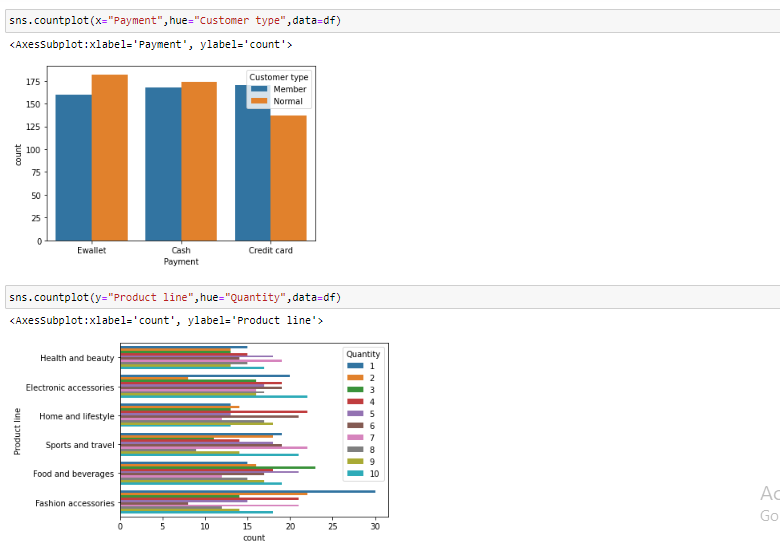 sns.countplot(x="Payment",hue="Customer type",data=df)
<AxesSubplot:xlabel='Payment', ylabel='count'>
Customer type
Member
Normal
175
150
125
100
75
50
25
0
count
Ewallet Cash Credit card
Payment
sns.countplot(y="Product line",hue="Quantity",data=df)
<AxesSubplot:xlabel='count', ylabel='Product line'>
Quantity
1
2
3
4
5
6
7
8
9
10
Health and beauty
Electronic accessories
Home and lifestyle
Sports and travel
Food and beverages
Fashion accessories
Product line
0 5 10 15 20 25 30
count
Go